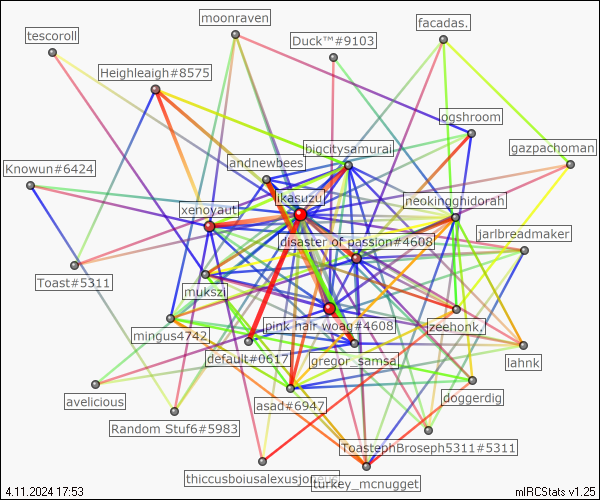 moonraven
facadas.
tescoroll
Duck™#9103
Heighleaigh#8575
ogshroom
bigcitysamurai
gazpachoman
andnewbees
Knowun#6424
ikasuzu
neokingghidorah
xenoyaut
jarlbreadmaker
disaster of passion#4608
Toast#5311
mukszi
pink hair woag#4608
zeehonk,
mingus4742
default#0617
gregor_samsa
lahnk
avelicious
asad#6947
doggerdig
Random Stuf6#5983
ToastephBroseph5311#5311
thiccusboiusalexusjoneus
turkey_mcnugget
4.11.2024 17:53
mIRCStats v1.25